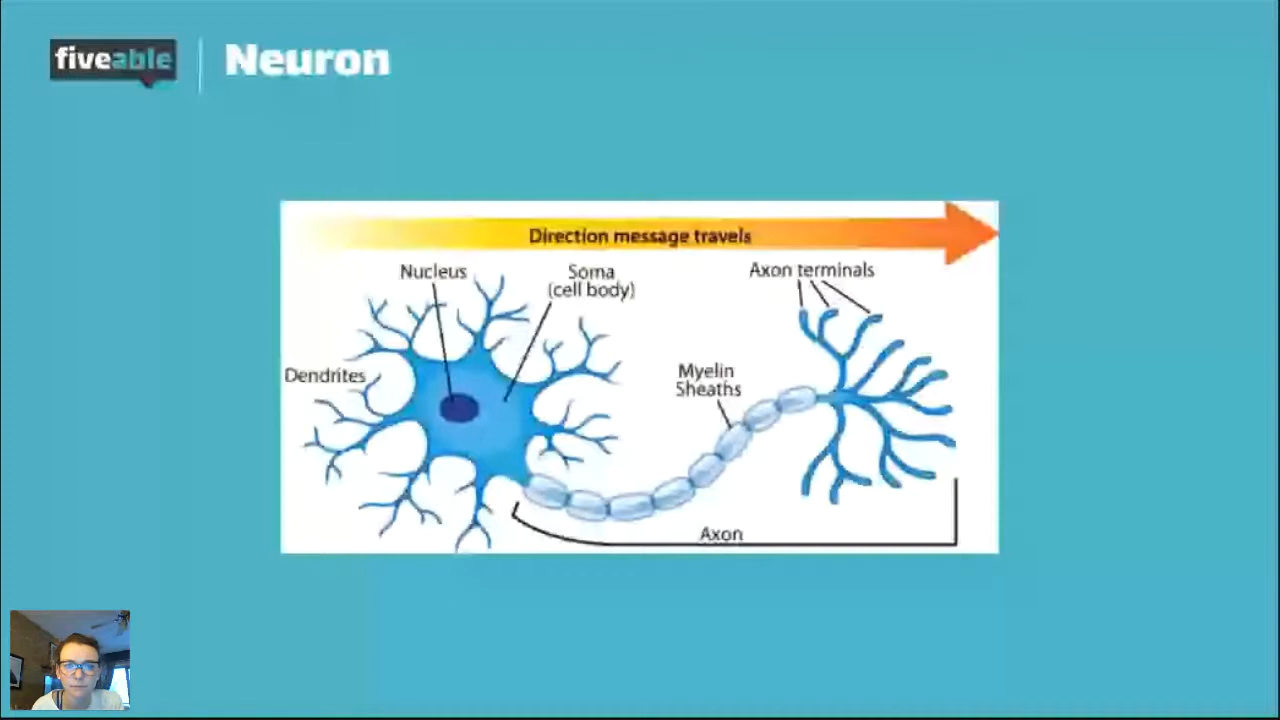 fiveable
Neuron
Direction message travels
Nucleus
Soma
(cell body)
Axon terminals
Dendrites
Myelin
Sheaths
Axon